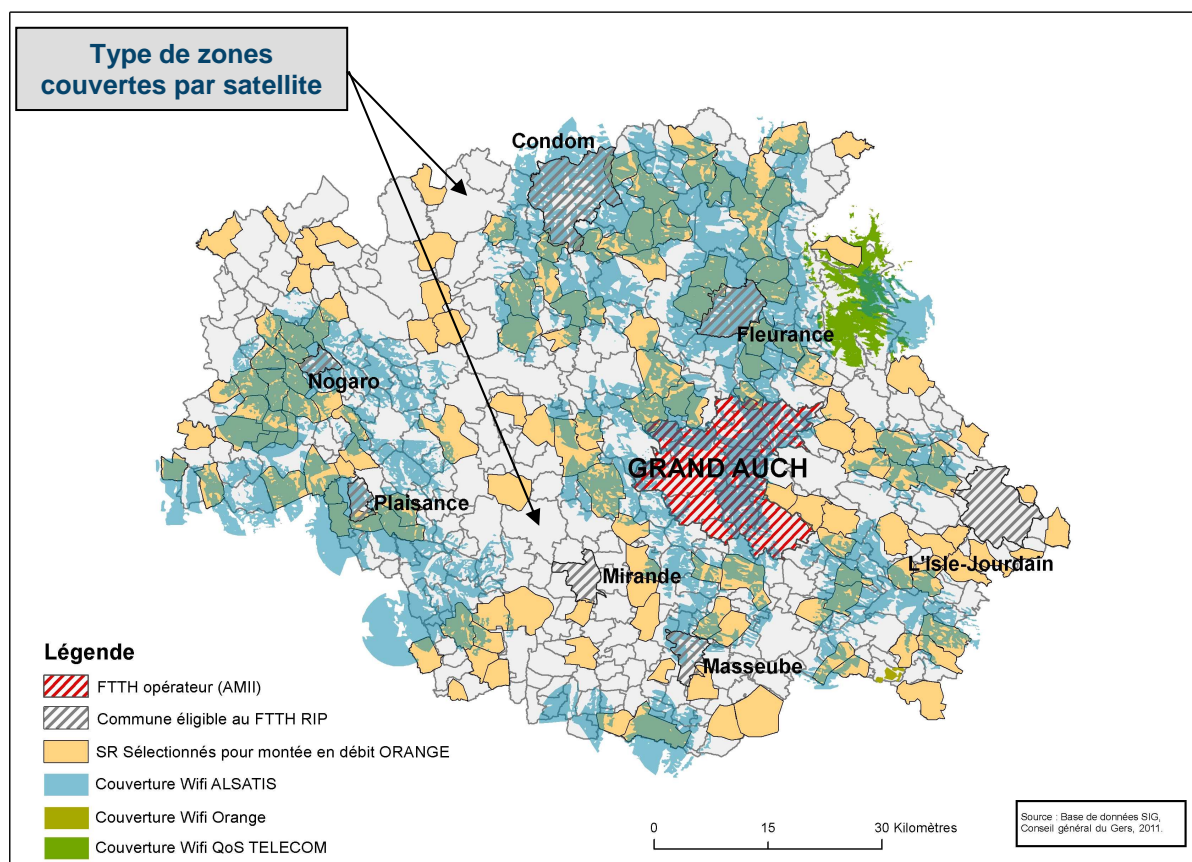 Type de zones
couvertes par satellite
Condom
Fleurance
Nogaro
GRAND AUCH
Plaisance
L'Isle-Jourdain
Mirande
Masseube
Légende
FTTH opérateur (AMII)
Commune éligible au FTTH RIP
SR Sélectionnés pour montée en débit ORANGE
Couverture Wifi ALSATIS
Couverture Wifi Orange
Couverture Wifi QoS TELECOM
0 15 30 Kilomètres
Source : Base de données SIG,
Conseil général du Gers, 2011.